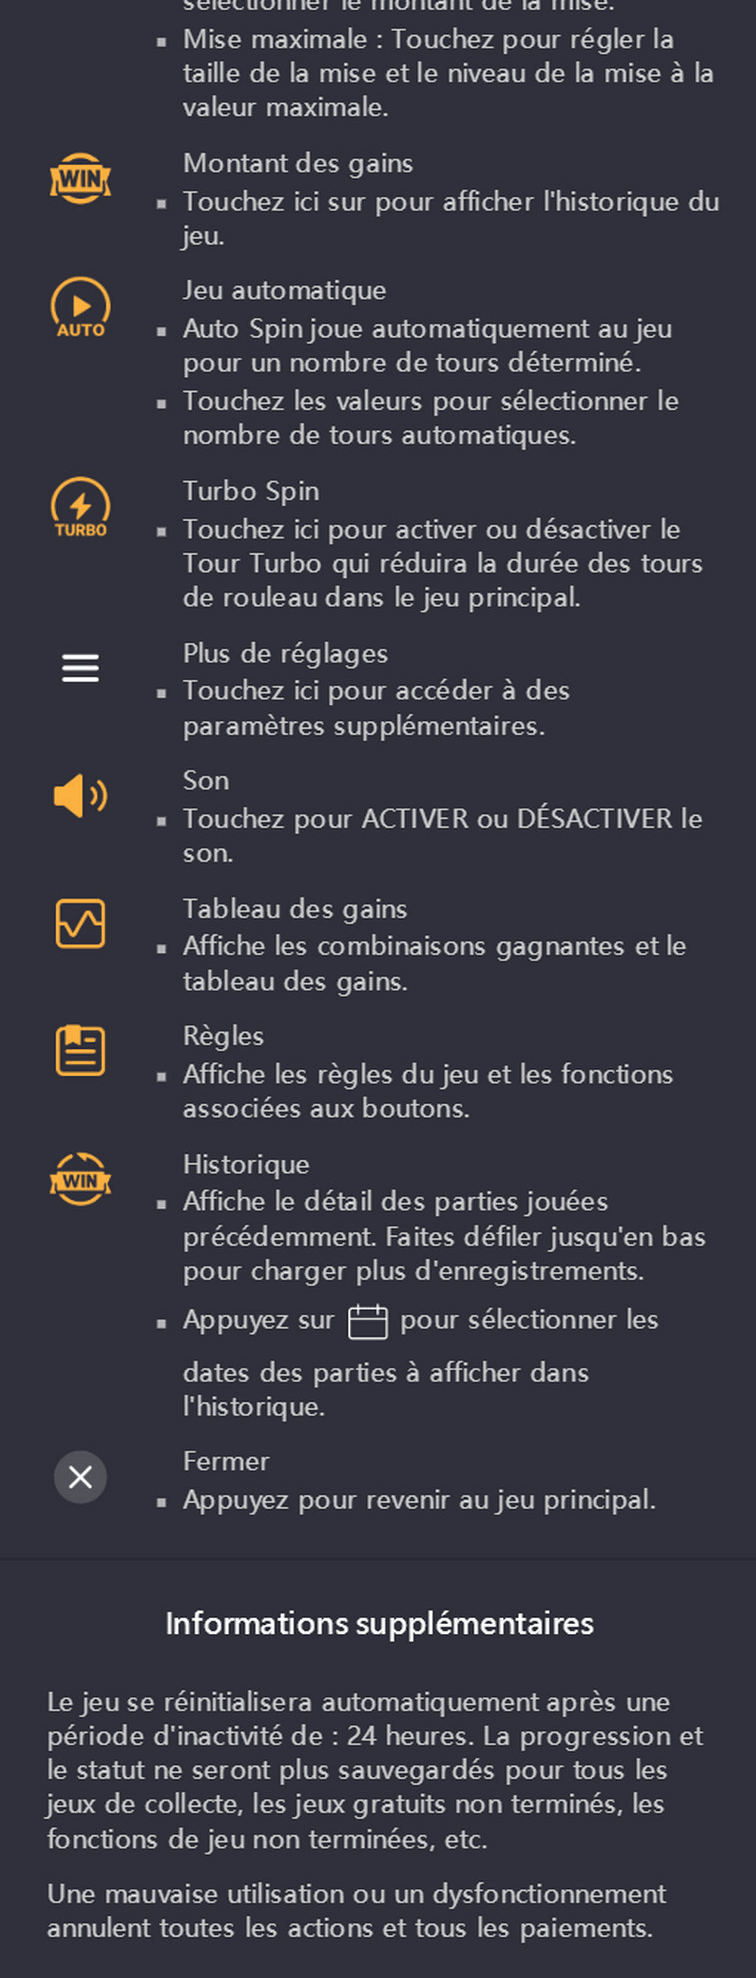 sélectionner le montant de la mise.
▪ Mise maximale : Touchez pour régler la
taille de la mise et le niveau de la mise à la
valeur maximale.
WIN
Montant des gains
▪ Touchez ici sur pour afficher l'historique du
jeu.
AUTO
Jeu automatique
▪ Auto Spin joue automatiquement au jeu
pour un nombre de tours déterminé.
▪ Touchez les valeurs pour sélectionner le
nombre de tours automatiques.
TURBO
Turbo Spin
▪ Touchez ici pour activer ou désactiver le
Tour Turbo qui réduira la durée des tours
de rouleau dans le jeu principal.
Plus de réglages
▪ Touchez ici pour accéder à des
paramètres supplémentaires.
Son
▪ Touchez pour ACTIVER ou DÉSACTIVER le
son.
Tableau des gains
▪ Affiche les combinaisons gagnantes et le
tableau des gains.
Règles
▪ Affiche les règles du jeu et les fonctions
associées aux boutons.
WIN
Historique
▪ Affiche le détail des parties jouées
précédemment. Faites défiler jusqu'en bas
pour charger plus d'enregistrements.
▪ Appuyez sur pour sélectionner les
dates des parties à afficher dans
l'historique.
Fermer
▪ Appuyez pour revenir au jeu principal.
Informations supplémentaires
Le jeu se réinitialisera automatiquement après une
période d'inactivité de : 24 heures. La progression et
le statut ne seront plus sauvegardés pour tous les
jeux de collecte, les jeux gratuits non terminés, les
fonctions de jeu non terminées, etc.
Une mauvaise utilisation ou un dysfonctionnement
annulent toutes les actions et tous les paiements.